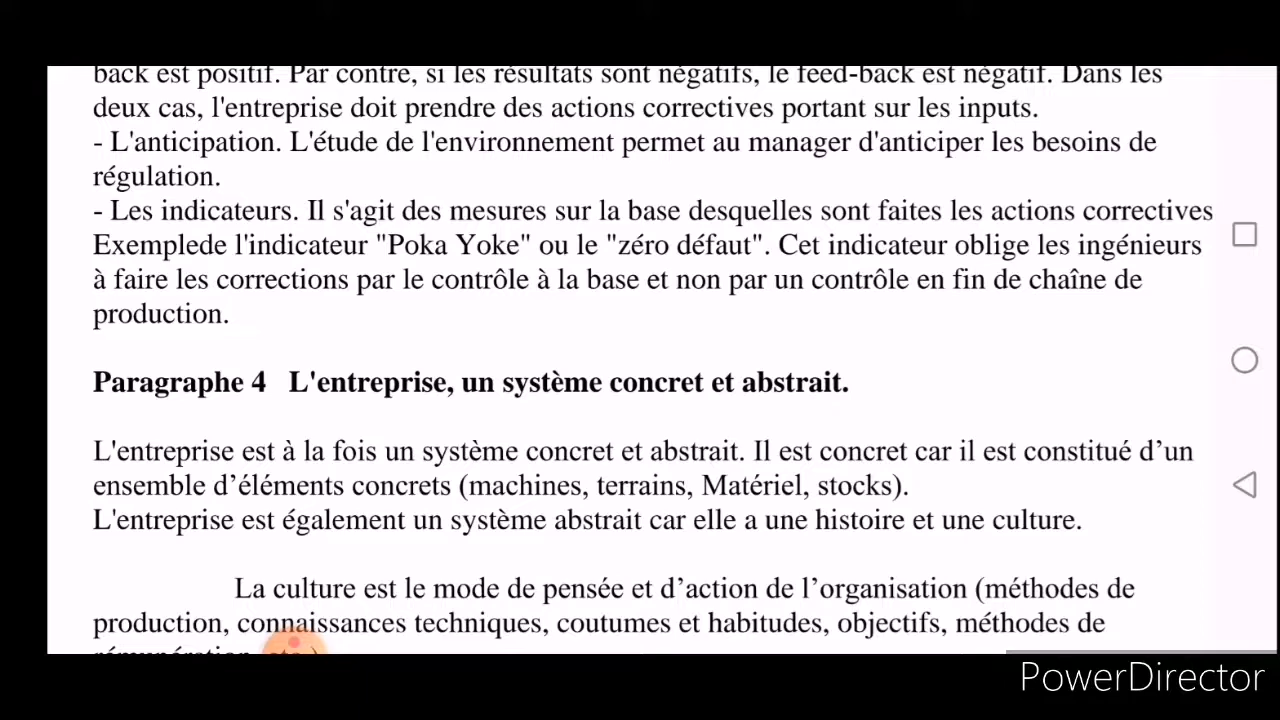 back est positif. Par contre, si les résultats sont négatifs, le feed-back est négatif. Dans les
deux cas, l'entreprise doit prendre des actions correctives portant sur les inputs.
- L'anticipation. L'étude de l'environnement permet au manager d'anticiper les besoins de
régulation.
- Les indicateurs. Il s'agit des mesures sur la base desquelles sont faites les actions correctives
Exemplede l'indicateur "Poka Yoke" ou le "zéro défaut". Cet indicateur oblige les ingénieurs
à faire les corrections par le contrôle à la base et non par un contrôle en fin de chaîne de
production.
Paragraphe 4 L'entreprise, un système concret et abstrait.
L'entreprise est à la fois un système concret et abstrait. Il est concret car il est constitué d’un
ensemble d’éléments concrets (machines, terrains, Matériel, stocks).
L'entreprise est également un système abstrait car elle a une histoire et une culture.
La culture est le mode de pensée et d’action de l’organisation (méthodes de
production, connaissances techniques, coutumes et habitudes, objectifs, méthodes de
rémunération, etc.)
PowerDirector